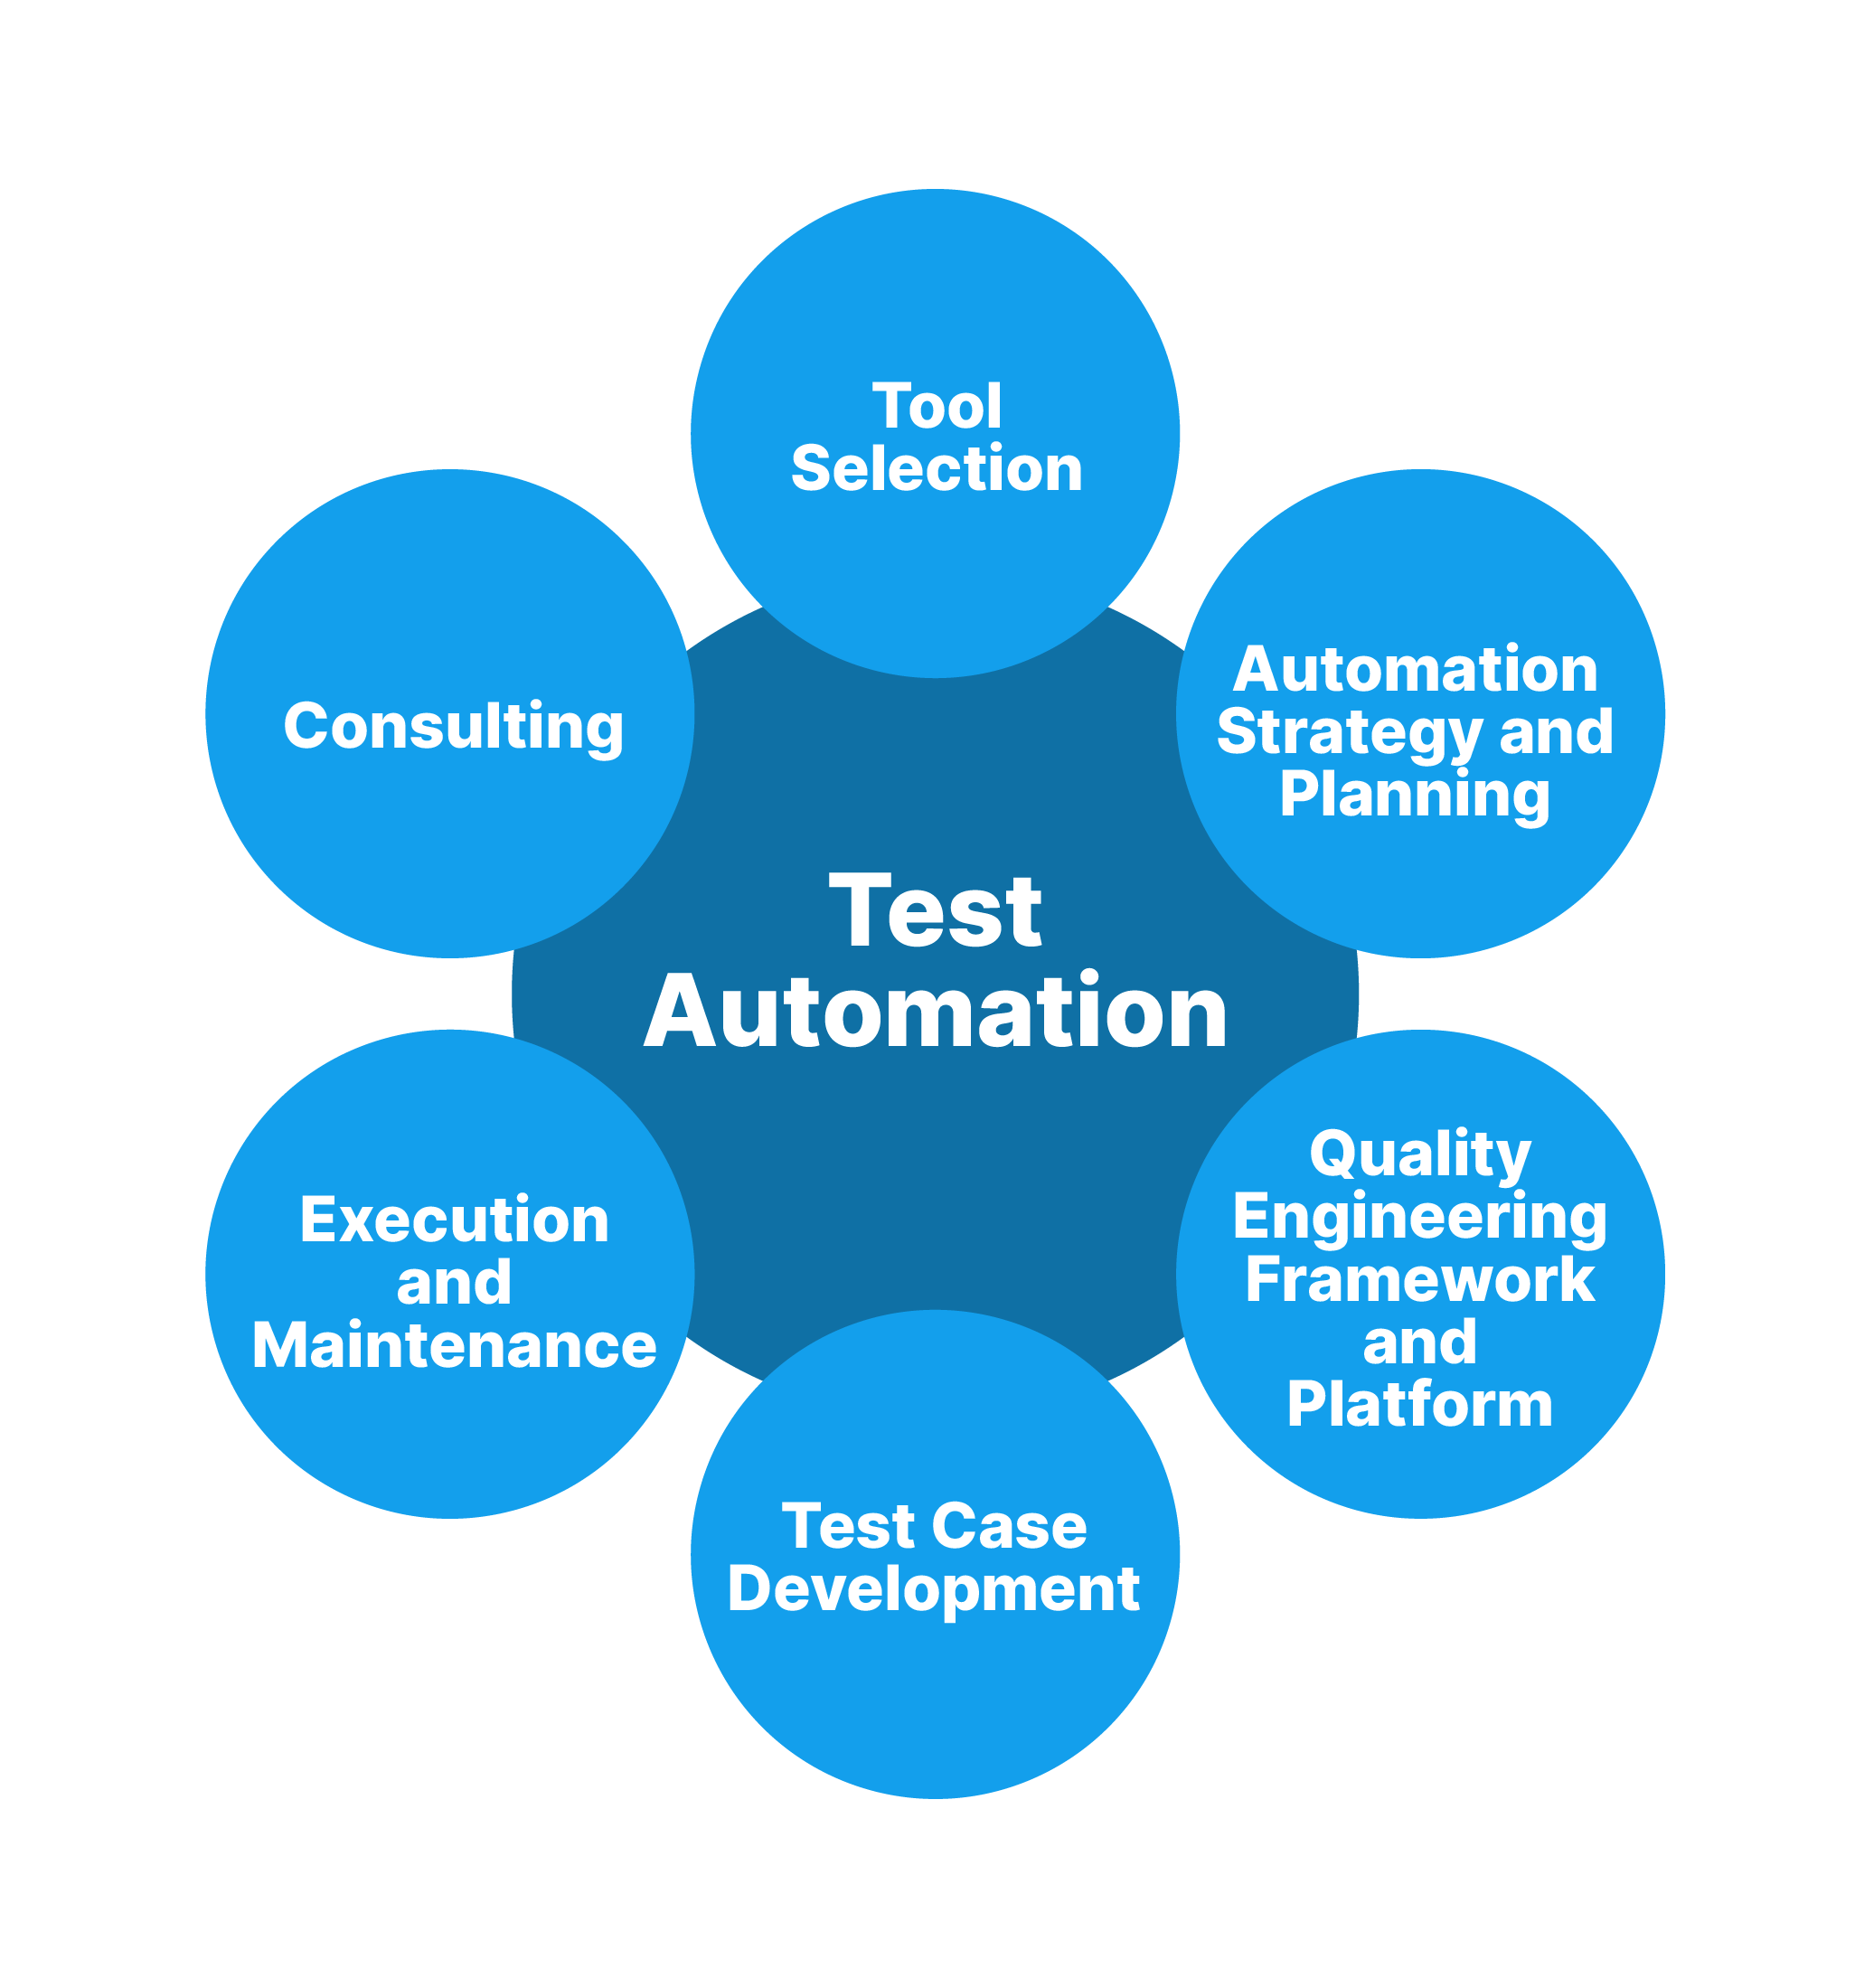 Tool
Selection
Automation
Strategy and
Planning
Consulting
Test
Automation
Quality
Engineering
Framework
and
Platform
Execution
and
Maintenance
Test Case
Development